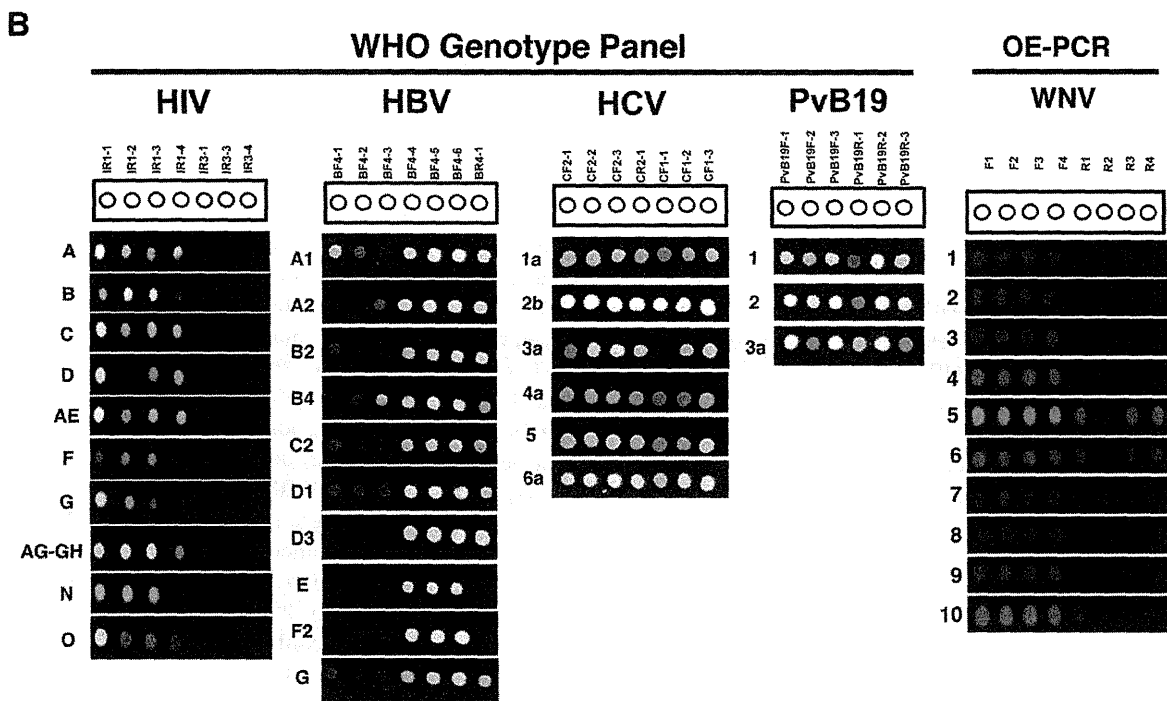 B
WHO Genotype Panel
OE-PCR
HIV
HBV
HCV
PvB19
WNV
IR1-1
IR1-2
IR1-3
IR1-4
IR3-1
IR3-3
IR3-4
BF4-1
BF4-2
BF4-3
BF4-4
BF4-5
BF4-6
BR4-1
CF2-1
CF2-2
CF2-3
CR2-1
CF1-1
CF1-2
CF1-3
PvB19F-1
PvB19F-2
PvB19F-3
PvB19R-1
PvB19R-2
PvB19R-3
F1
F2
F3
F4
R1
R2
R3
R4
A
B
C
D
AE
F
G
AG-GH
N
O
A1
A2
B2
B4
C2
D1
D3
E
F2
G
1a
2b
3a
4a
5
6a
1
2
3a
1
2
3
4
5
6
7
8
9
10